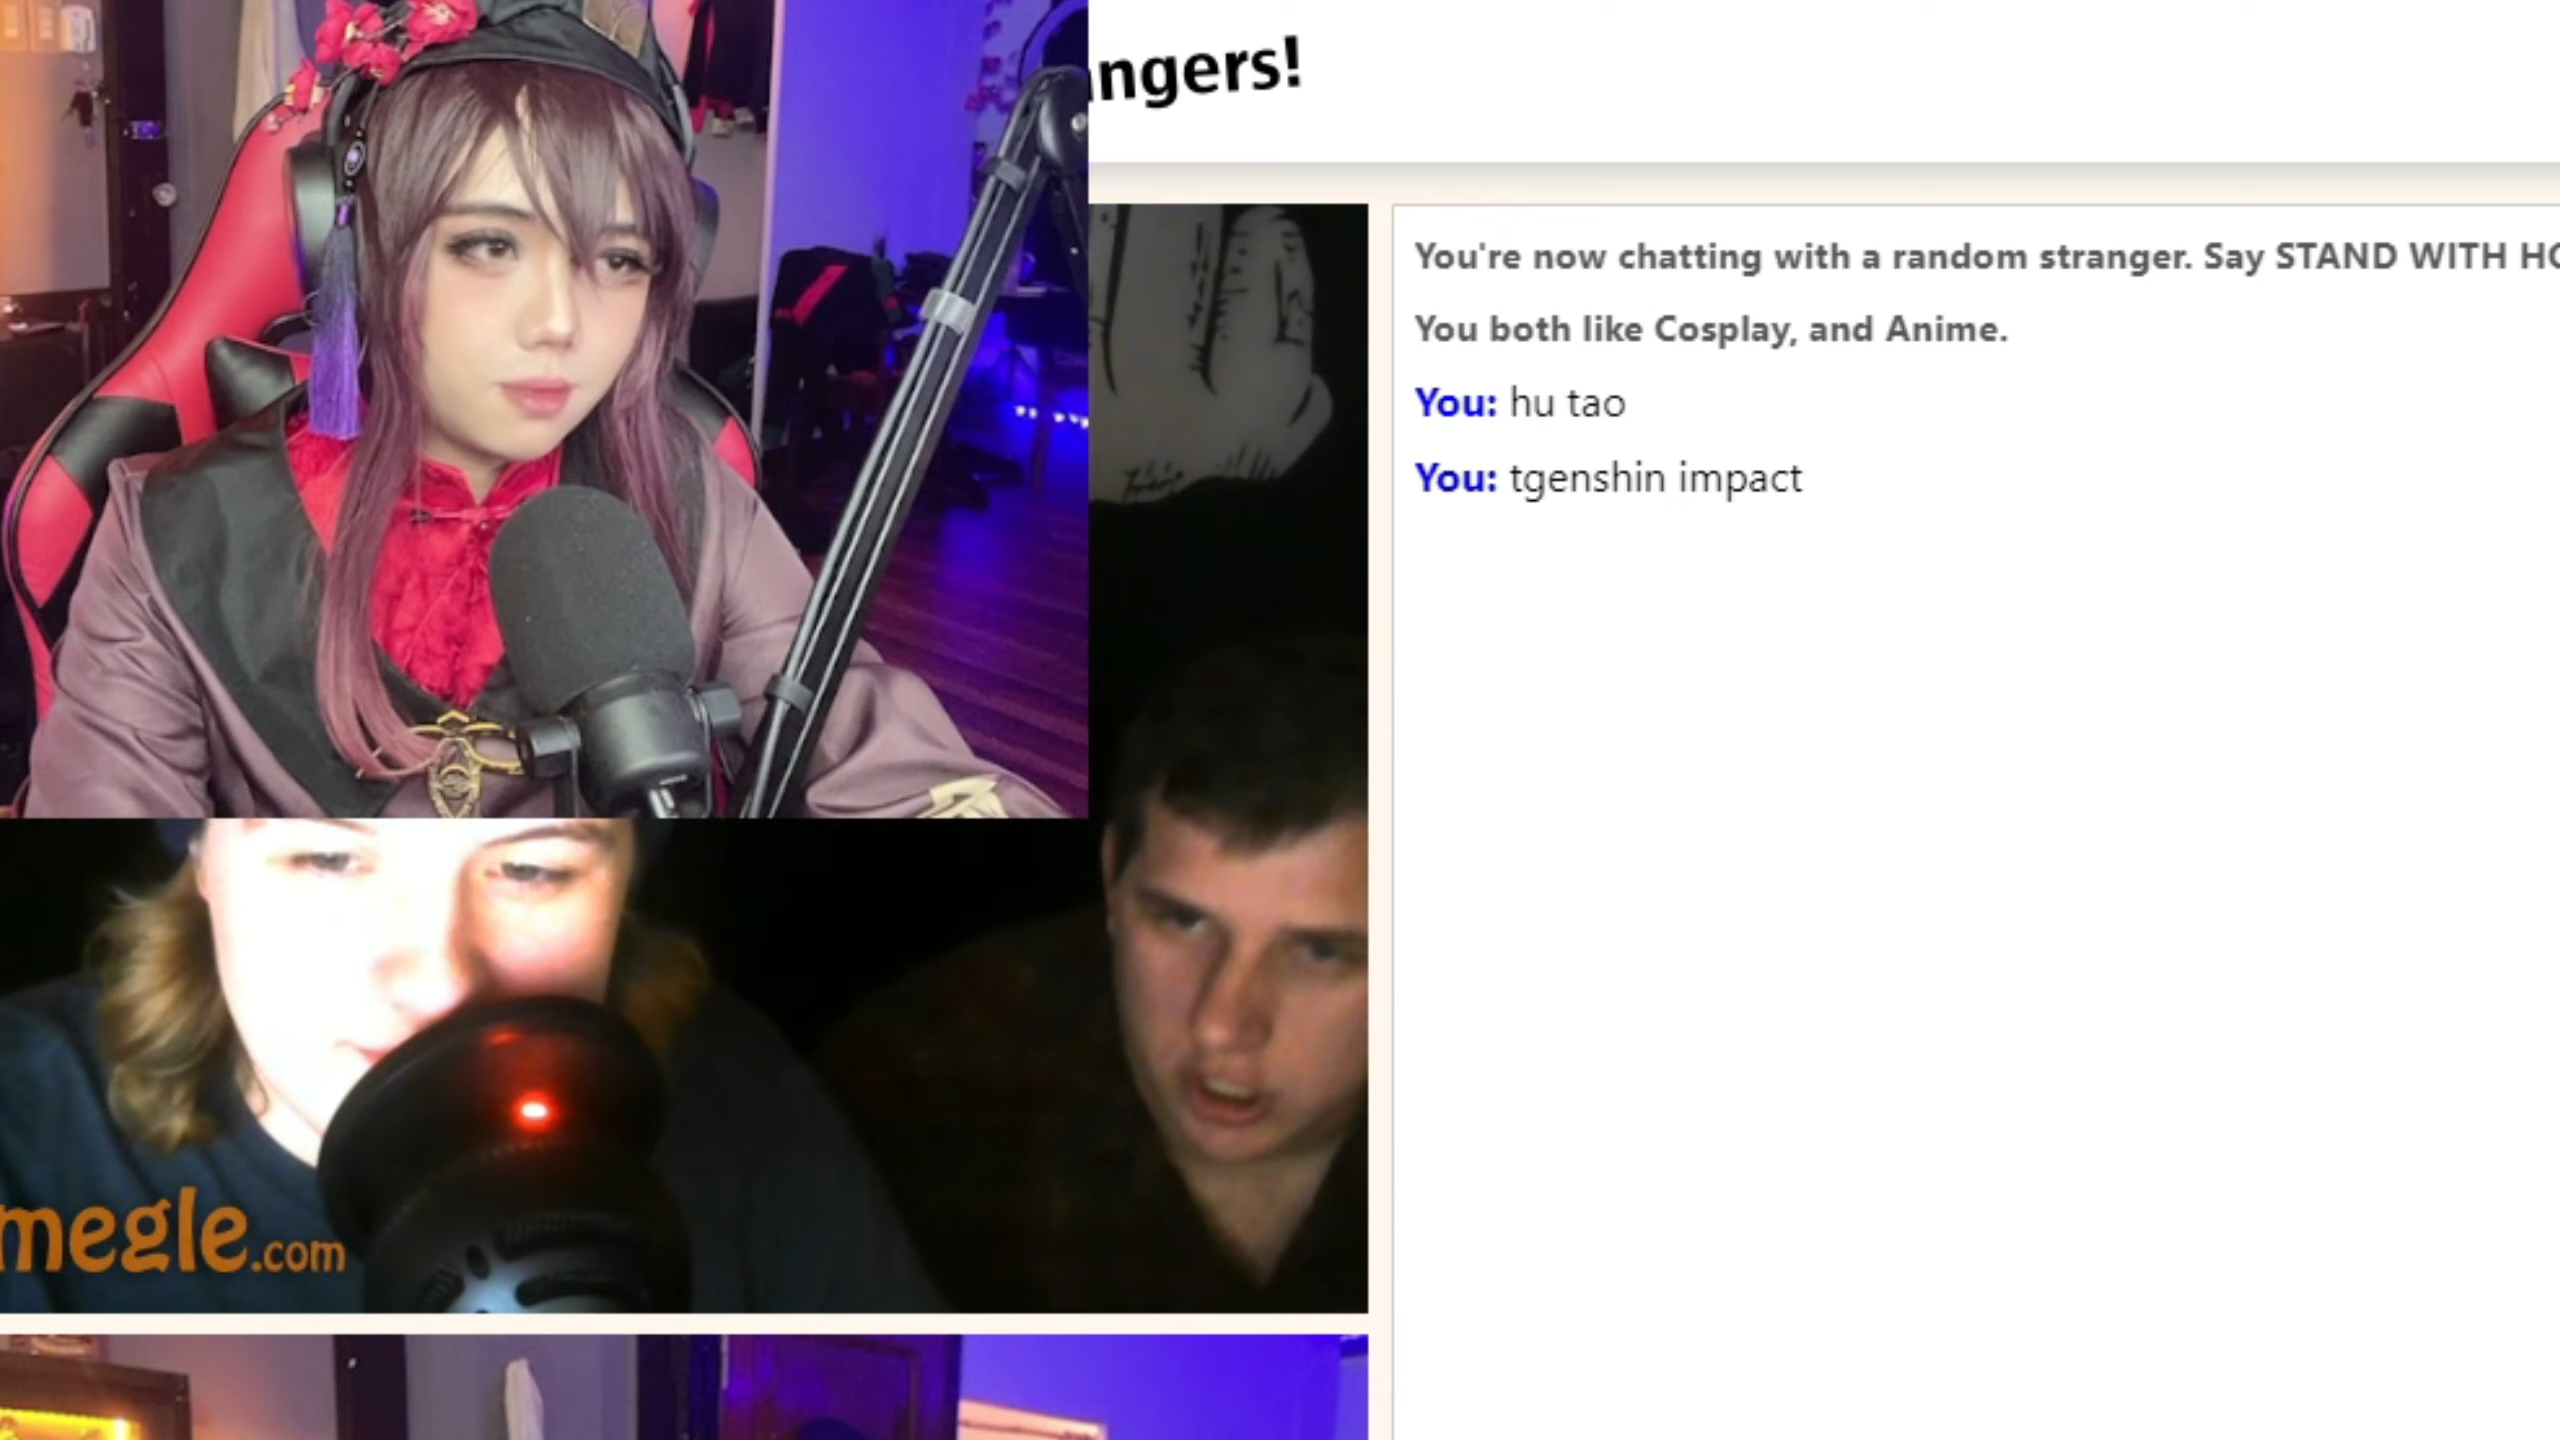 ngers!
You're now chatting with a random stranger. Say STAND WITH HO
You both like Cosplay, and Anime.
You: hu tao
You: tgenshin impact
megle.com